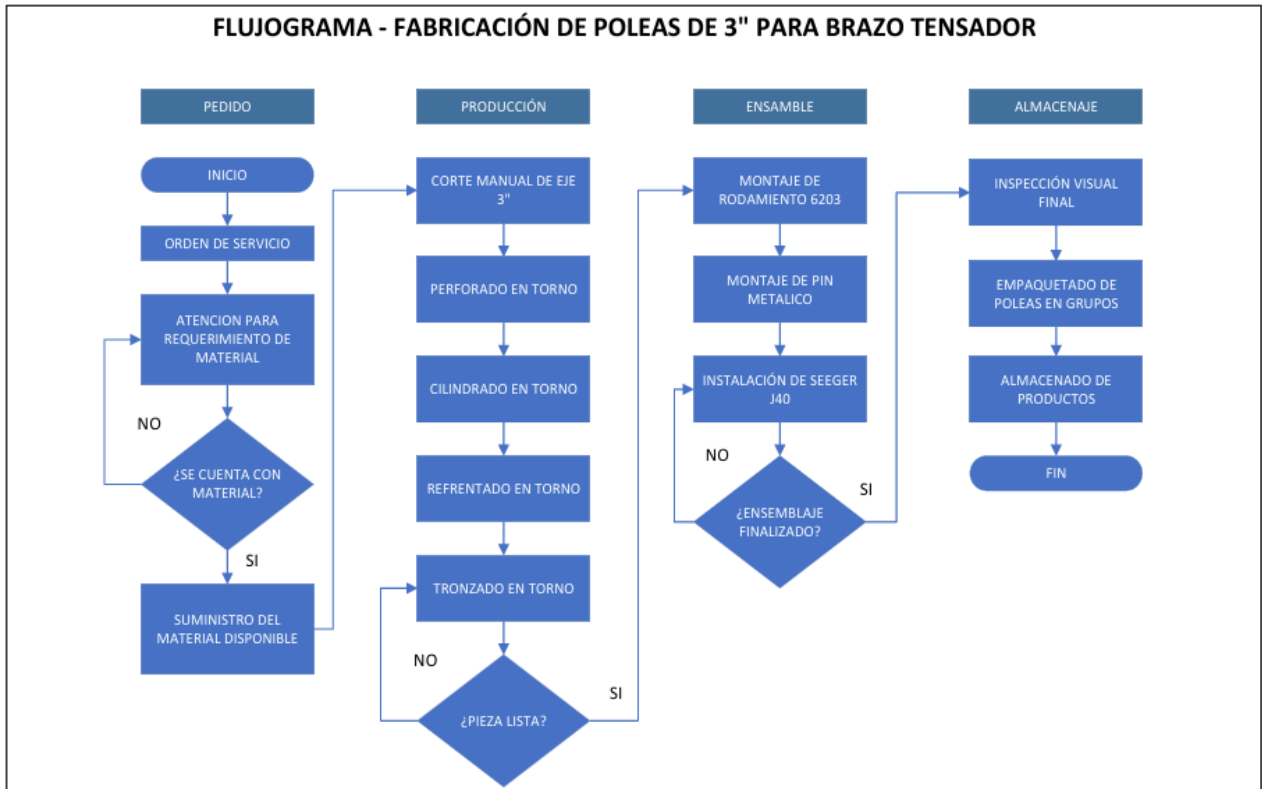 FLUJOGRAMA - FABRICACIÓN DE POLEAS DE 3" PARA BRAZO TENSADOR
PEDIDO
INICIO
ORDEN DE SERVICIO
ATENCION PARA
REQUERIMIENTO DE
MATERIAL
NO
¿SE CUENTA CON
MATERIAL?
SI
SUMINISTRO DEL
MATERIAL DISPONIBLE
PRODUCCIÓN
CORTE MANUAL DE EJE
3"
PERFORADO EN TORNO
CILINDRADO EN TORNO
REFRENTADO EN TORNO
TRONZADO EN TORNO
NO
¿PIEZA LISTA?
SI
ENSAMBLE
MONTAJE DE
RODAMIENTO 6203
MONTAJE DE PIN
METALICO
INSTALACIÓN DE SEEGER
J40
NO
¿ENSEMBLAJE
FINALIZADO?
SI
ALMACENAJE
INSPECCIÓN VISUAL
FINAL
EMPAQUETADO DE
POLEAS EN GRUPOS
ALMACENADO DE
PRODUCTOS
FIN